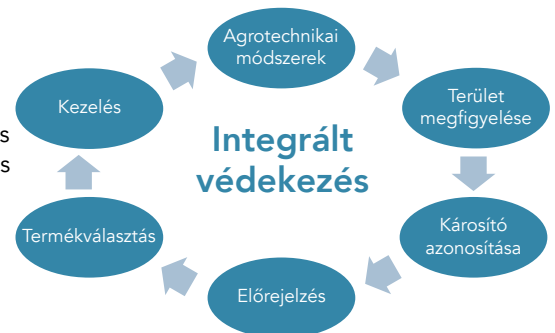 Agrotechnikai
módszerek
Terület
megfigyelése
Károsító
azonosítása
Előrejelzés
Termékválasztás
Kezelés
Integrált
védekezés
s
s